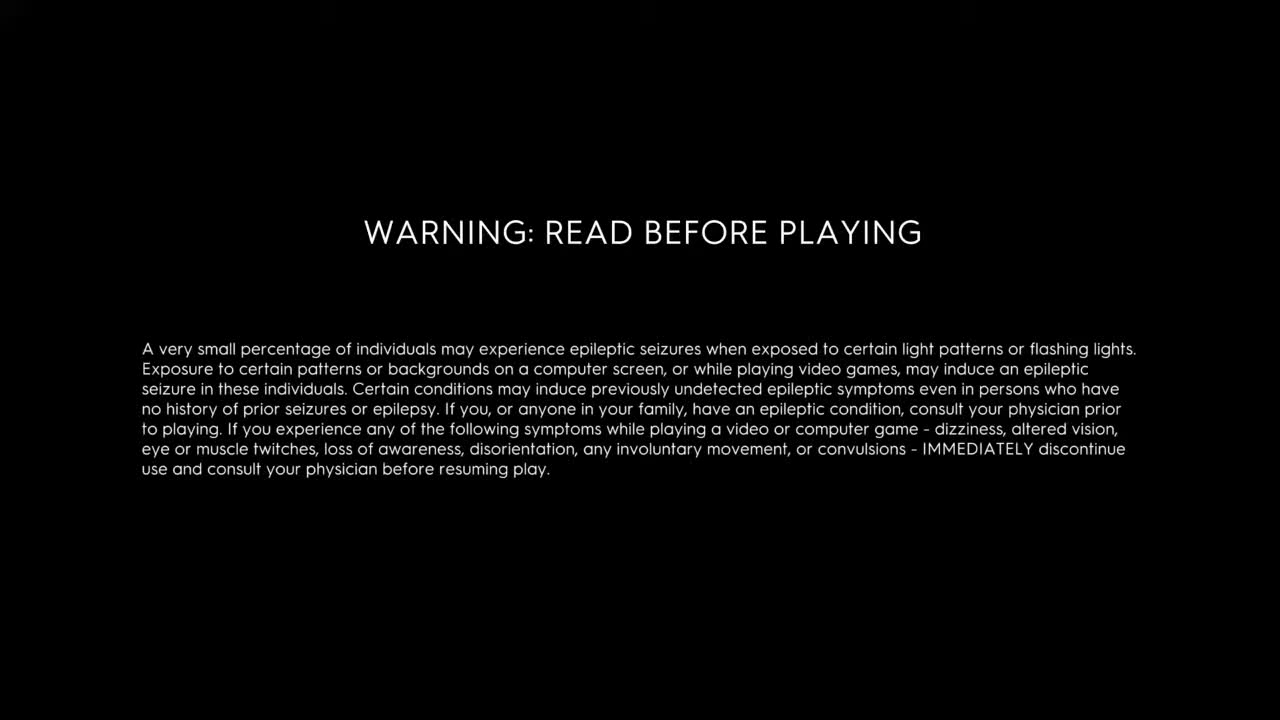 WARNING: READ BEFORE PLAYING
A very small percentage of individuals may experience epileptic seizures when exposed to certain light patterns or flashing lights.
Exposure to certain patterns or backgrounds on a computer screen, or while playing video games, may induce an epileptic
seizure in these individuals. Certain conditions may induce previously undetected epileptic symptoms even in persons who have
no history of prior seizures or epilepsy. If you, or anyone in your family, have an epileptic condition, consult your physician prior
to playing. If you experience any of the following symptoms while playing a video or computer game - dizziness, altered vision,
eye or muscle twitches, loss of awareness, disorientation, any involuntary movement, or convulsions - IMMEDIATELY discontinue
use and consult your physician before resuming play.